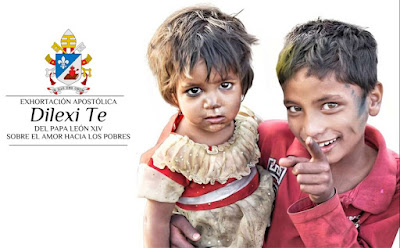 EXHORTACIÓN APOSTÓLICA
Dilexi Te
DEL PAPA LEÓN XIV
SOBRE EL AMOR HACIA LOS POBRES